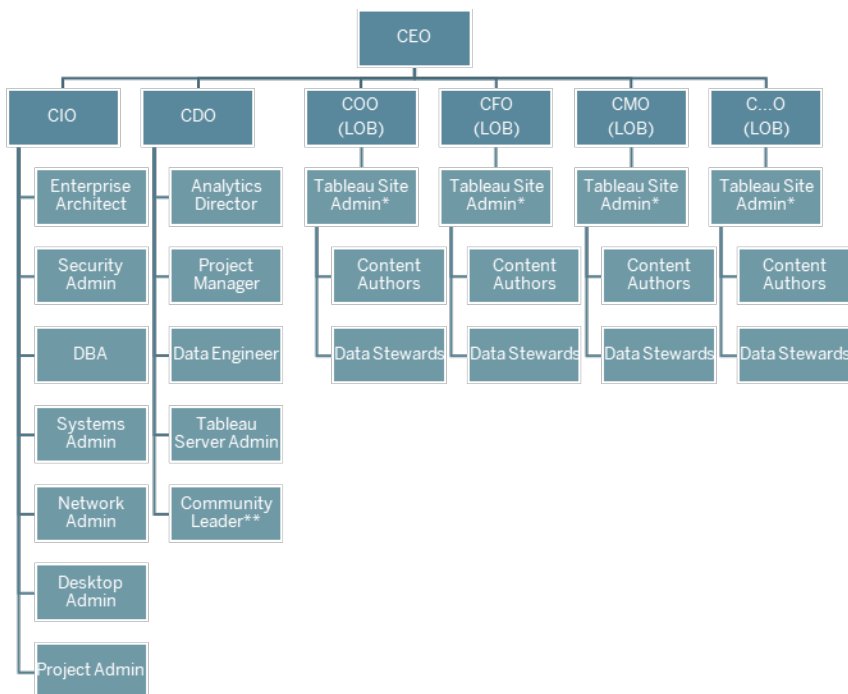 CEO
CIO
CDO
COO
(LOB)
CFO
(LOB)
CMO
(LOB)
C...O
(LOB)
Enterprise
Architect
Analytics
Director
Tableau Site
Admin*
Tableau Site
Admin*
Tableau Site
Admin*
Tableau Site
Admin*
Security
Admin
Project
Manager
Content
Authors
Content
Authors
Content
Authors
Content
Authors
DBA
Data Engineer
Data Stewards
Data Stewards
Data Stewards
Data Stewards
Systems
Admin
Tableau
Server Admin
Network
Admin
Community
Leader**
Desktop
Admin
Project Admin